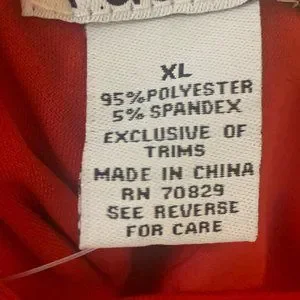 XL
95% POLYESTER
5% SPANDEX
EXCLUSIVE OF
TRIMS
MADE IN CHINA
RN 70829
SEE REVERSE
FOR CARE